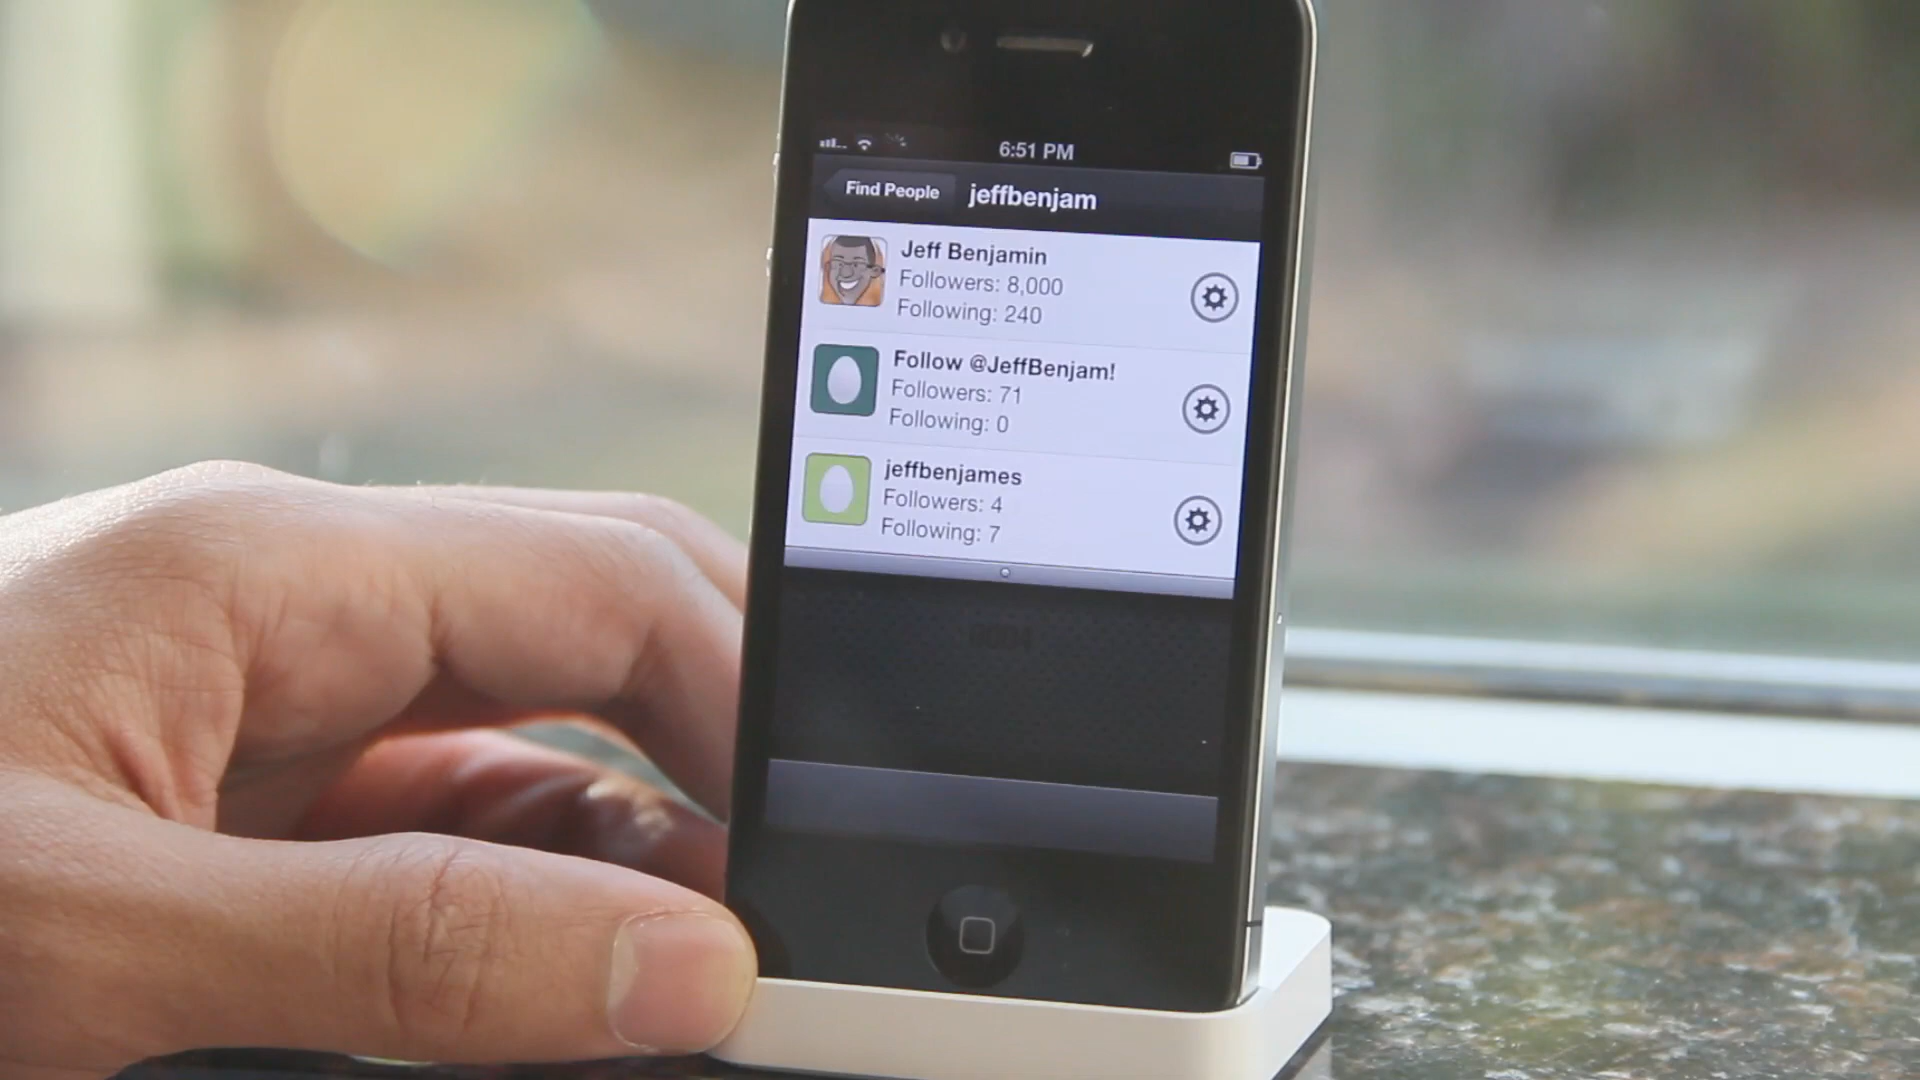 6:51 PM
Find People
jeffbenjam
Jeff Benjamin
Followers: 8,000
Following: 240
Follow @JeffBenjam!
Followers: 71
Following: 0
jeffbenjames
Followers: 4
Following: 7